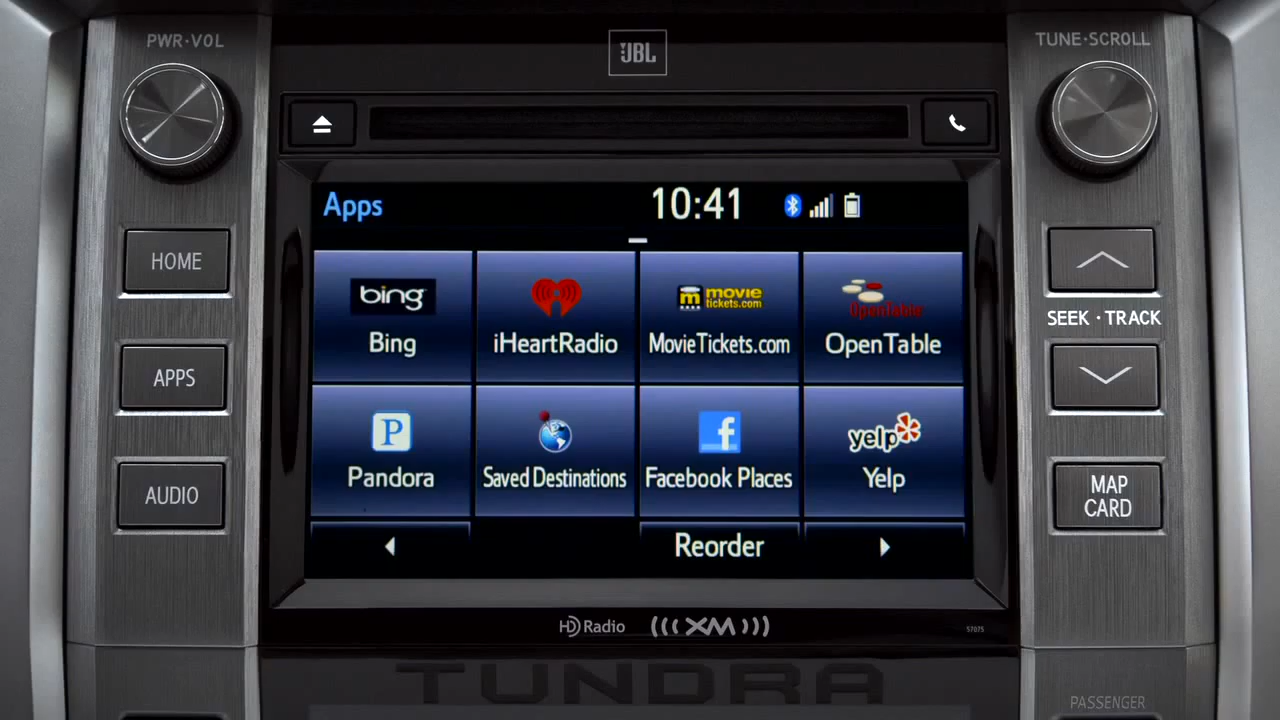 PWR·VOL
JBL
TUNE·SCROLL
Apps
10:41
HOME
bing
Bing
iHeartRadio
m movie tickets.com
MovieTickets.com
OpenTable
OpenTable
SEEK · TRACK
APPS
P
Pandora
Saved Destinations
f
Facebook Places
yelp
Yelp
AUDIO
MAP
CARD
Reorder
HD Radio
XM
57075
TUNDRA
PASSENGER